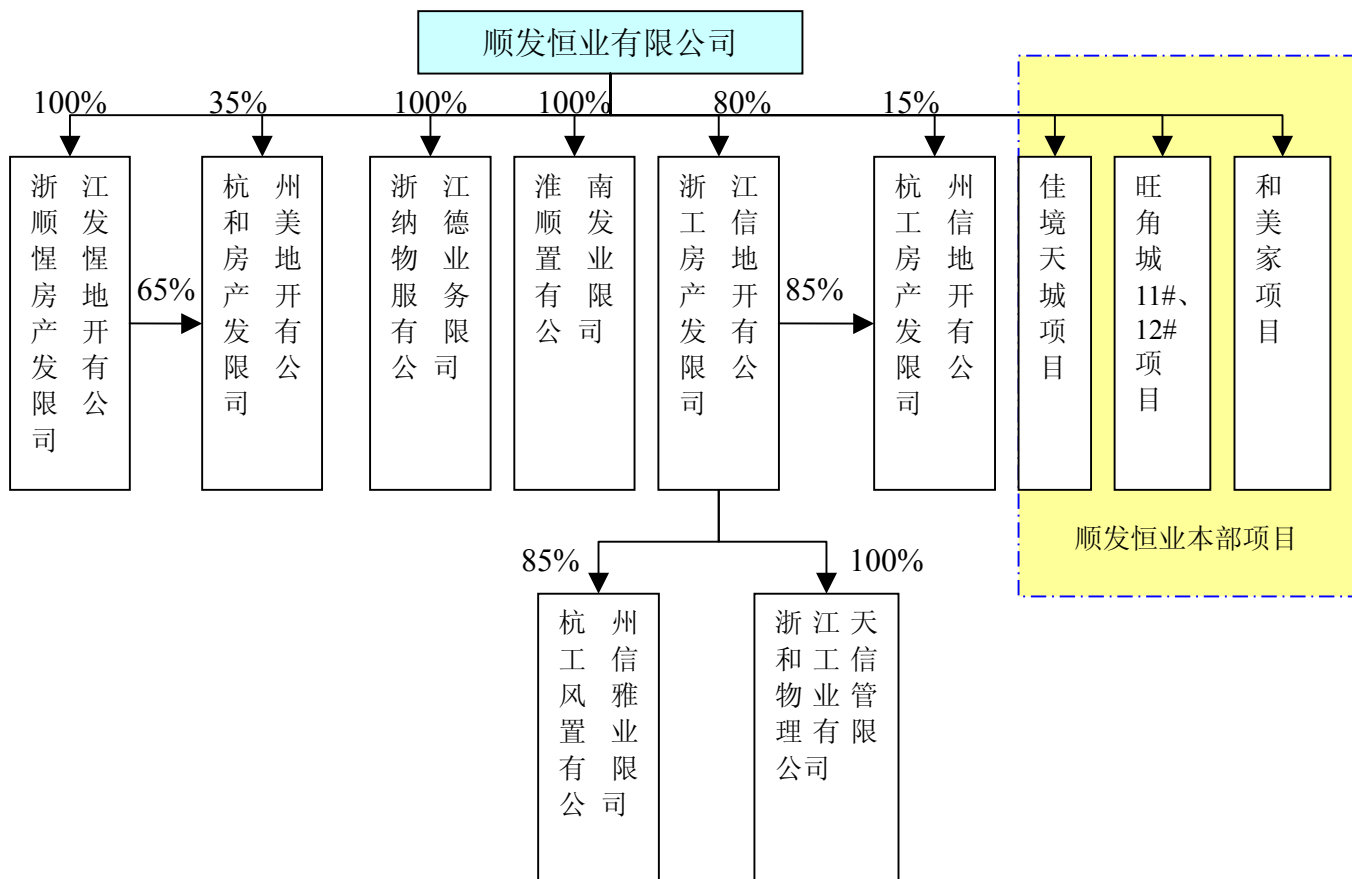 顺发恒业有限公司
100%
35%
100%
100%
80%
15%
浙江
顺发
惺惺
房地
产开
发有
限公
司
65%
杭州
和美
房地
产开
发有
限公
司
浙江
纳德
物业
服务
有限
公司
淮南
顺发
置业
有限
公司
浙江
工信
房地
产开
发有
限公
司
85%
杭州
工信
房地
产开
发有
限公
司
佳
境
天
城
项
目
旺
角
城
11#、
12#
项
目
和
美
家
项
目
顺发恒业本部项目
85%
100%
杭州
工信
风雅
置业
有限
公司
浙江天
和工信
物业管
理有限
公司